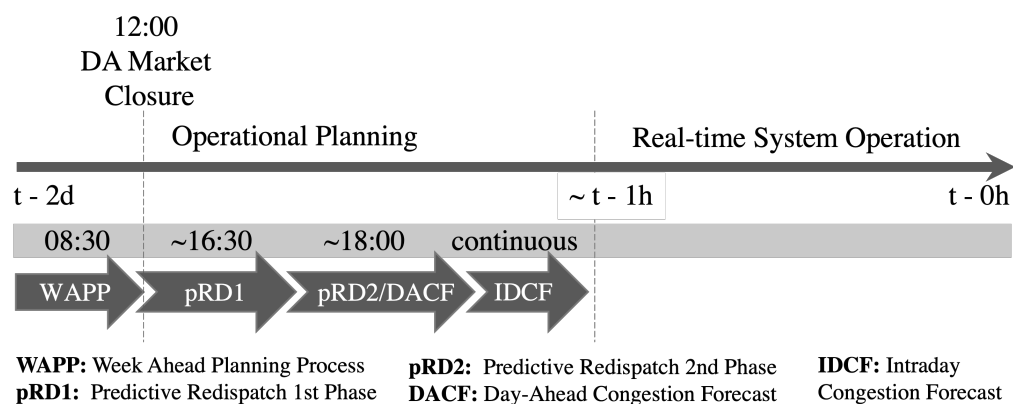 12:00
DA Market
Closure
Operational Planning
Real-time System Operation
t - 2d
~ t - 1h
t - 0h
08:30
~16:30
~18:00
continuous
WAPP
pRD1
pRD2/DACF
IDCF
WAPP: Week Ahead Planning Process
pRD1: Predictive Redispatch 1st Phase
pRD2: Predictive Redispatch 2nd Phase
DACF: Day-Ahead Congestion Forecast
IDCF: Intraday
Congestion Forecast